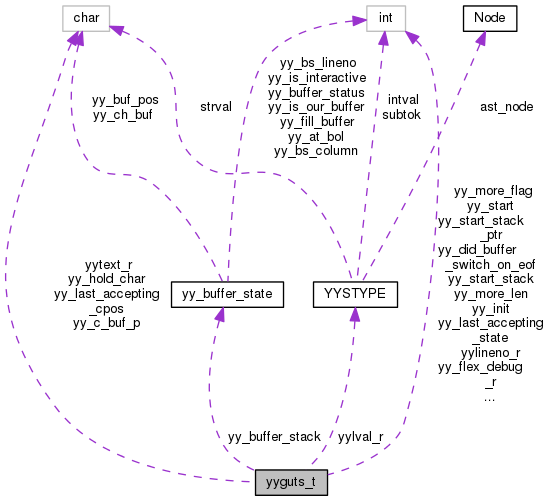 char
int
Node
yy_buf_pos
yy_ch_buf
strval
yy_bs_lineno
yy_is_interactive
yy_buffer_status
yy_is_our_buffer
yy_fill_buffer
yy_at_bol
yy_bs_column
intval
subtok
ast_node
yytext_r
yy_hold_char
yy_last_accepting
_cpos
yy_c_buf_p
yy_buffer_state
YYSTYPE
yy_more_flag
yy_start
yy_start_stack
_ptr
yy_did_buffer
_switch_on_eof
yy_start_stack
yy_more_len
yy_init
yy_last_accepting
_state
yylineno_r
yy_flex_debug
_r
...
yy_buffer_stack
yylval_r
yyguts_t